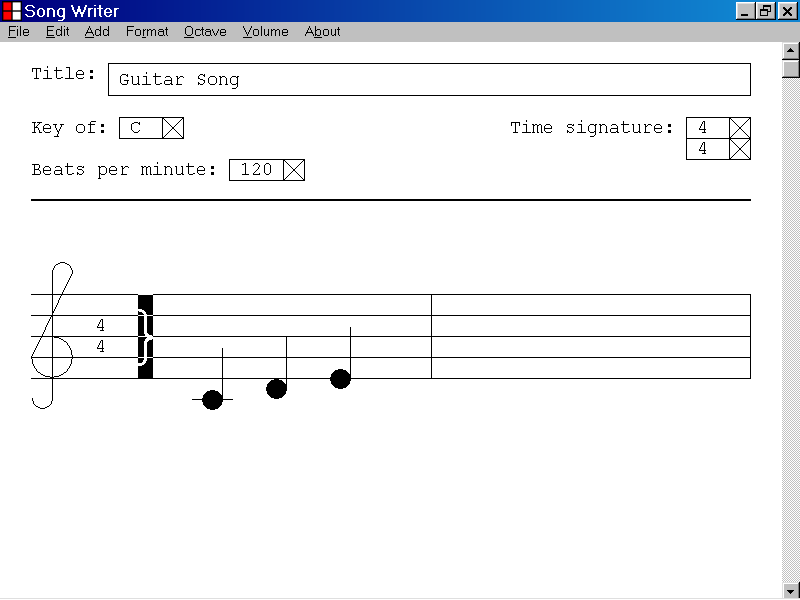 Song Writer
File Edit Add Format Octave Volume About
Title: Guitar Song
Key of: C Time signature: 4
4
Beats per minute: 120
4
4